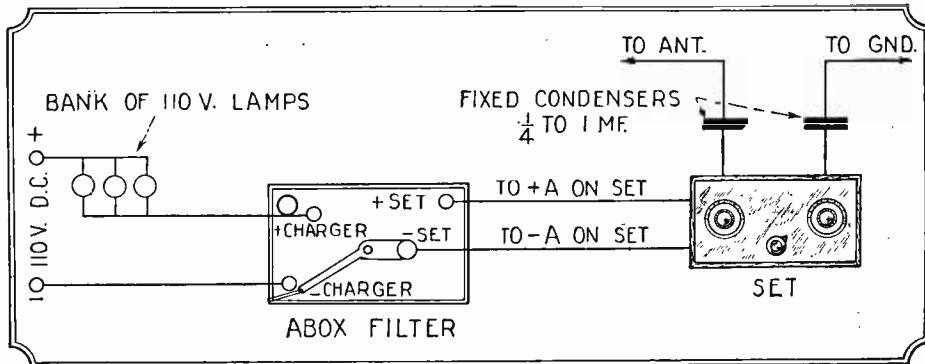 TO ANT.
TO GND.
BANK OF 110 V. LAMPS
FIXED CONDENSERS
1/4 TO 1 MF.
+
110 V. D.C.
-
+ SET
+CHARGER
-SET
-CHARGER
TO +A ON SET
TO -A ON SET
SET
ABOX FILTER